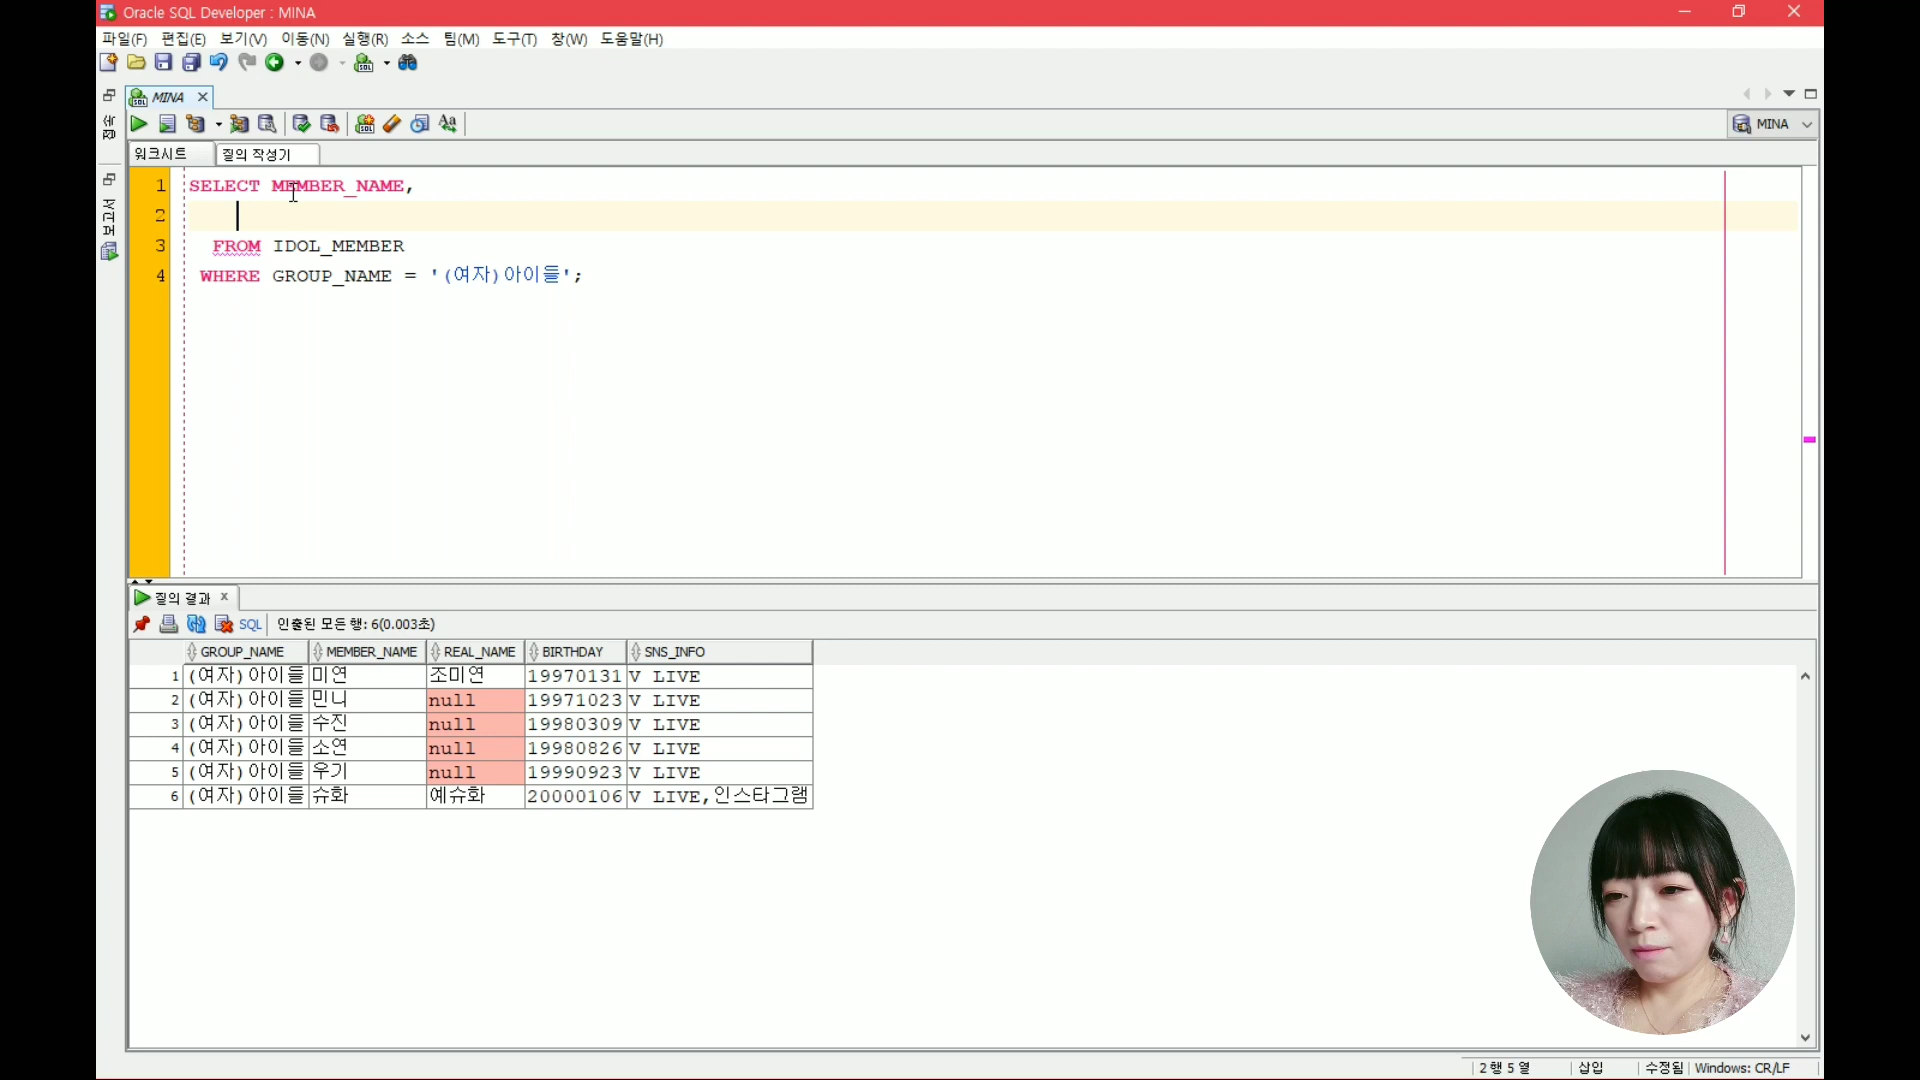 Oracle SQL Developer : MINA
파일(F) 편집(E) 보기(V) 이동(N) 실행(R) 소스 팀(M) 도구(T) 창(W) 도움말(H)
MINA
MINA
워크시트 질의 작성기
보고서
1 SELECT MEMBER_NAME,
2
3 FROM IDOL_MEMBER
4 WHERE GROUP_NAME = '(여자)아이들';
질의 결과
SQL 인출된 모든 행: 6(0.003초)
GROUP_NAME MEMBER_NAME REAL_NAME BIRTHDAY SNS_INFO
1 (여자)아이들 미연 조미연 19970131 V LIVE
2 (여자)아이들 민니 null 19971023 V LIVE
3 (여자)아이들 수진 null 19980309 V LIVE
4 (여자)아이들 소연 null 19980826 V LIVE
5 (여자)아이들 우기 null 19990923 V LIVE
6 (여자)아이들 슈화 예슈화 20000106 V LIVE,인스타그램
2 행 5 열 삽입 수정됨 Windows: CR/LF